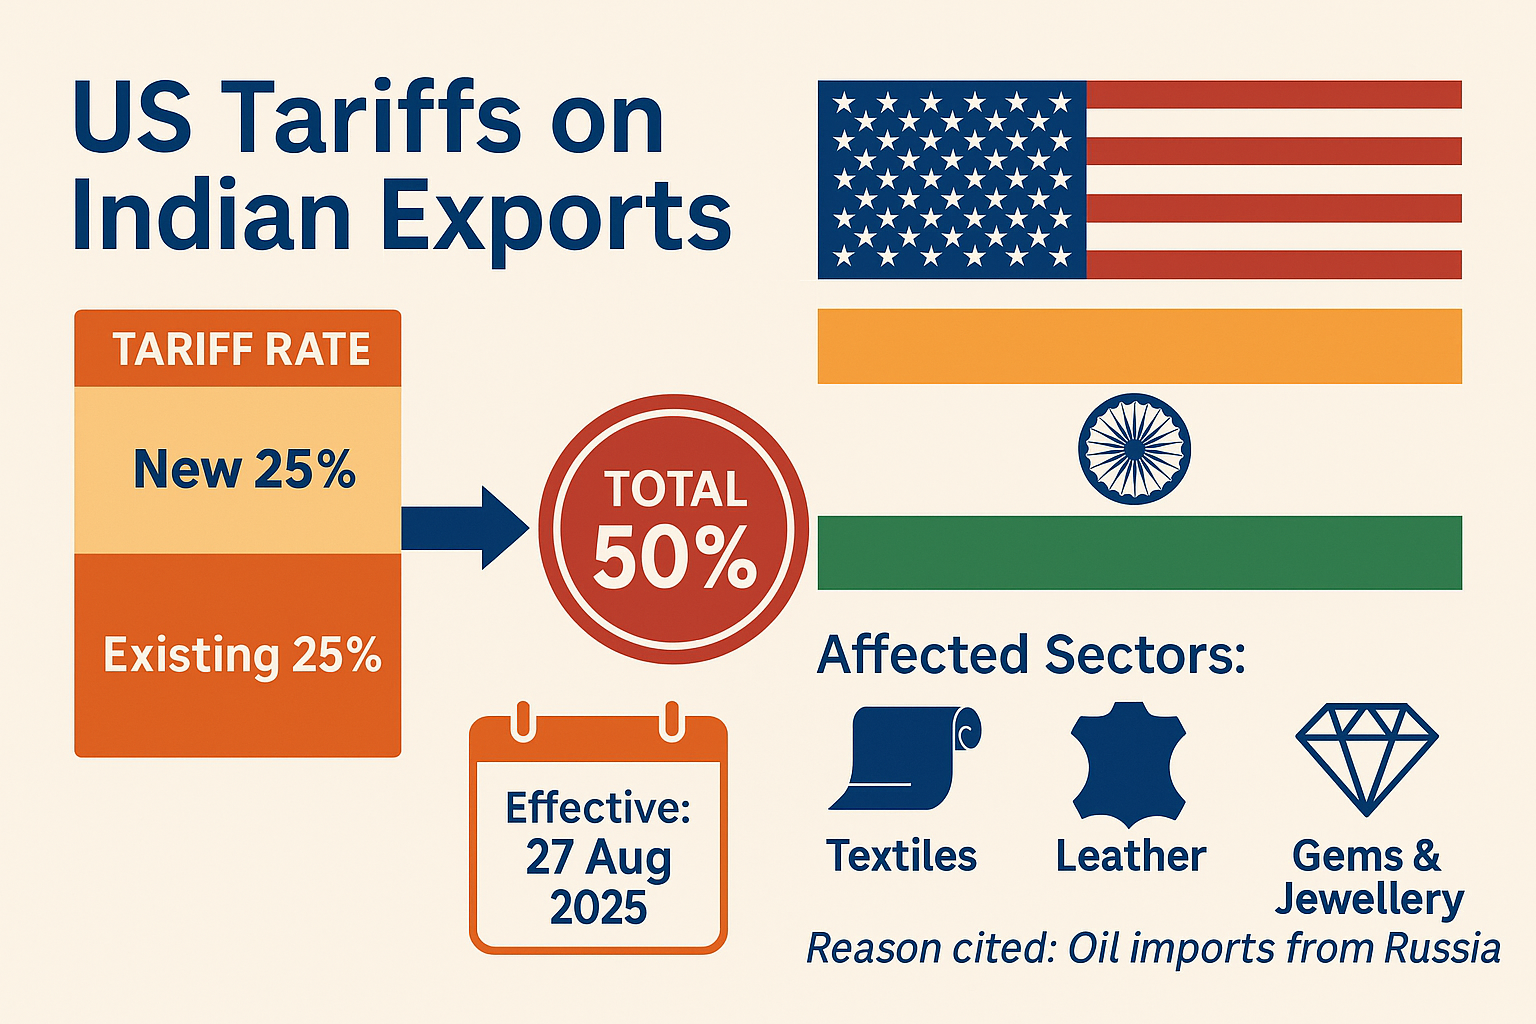 US Tariffs on
Indian Exports
TARIFF RATE
New 25%
Existing 25%
TOTAL
50%
Effective:
27 Aug
2025
Affected Sectors:
Textiles
Leather
Gems &
Jewellery
Reason cited: Oil imports from Russia